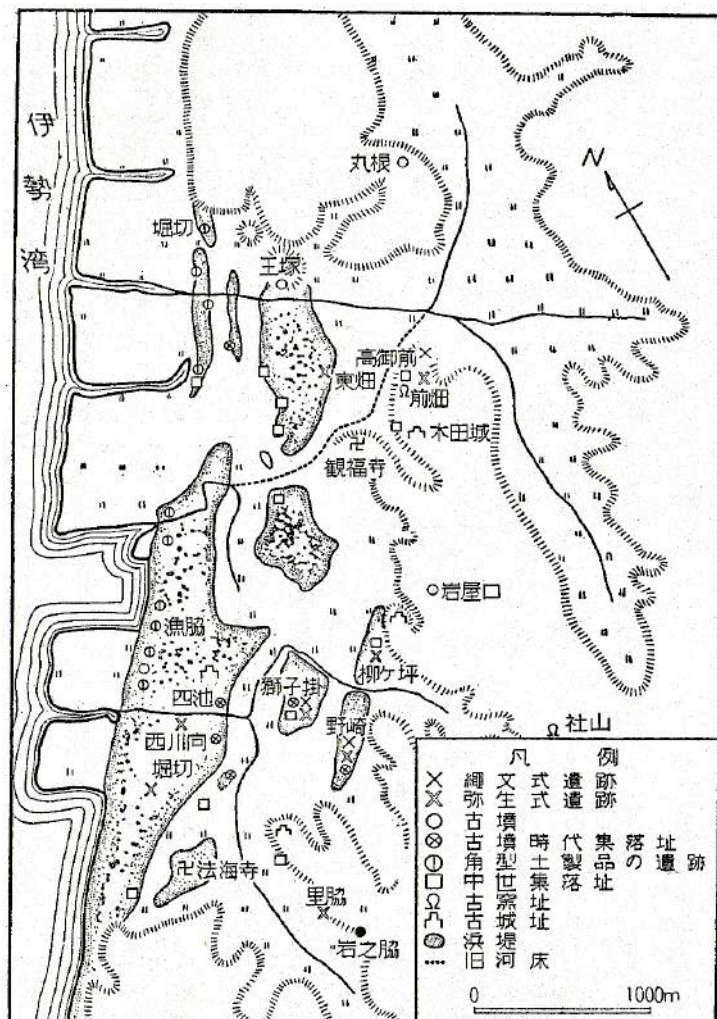 伊勢湾
N
丸根
堀切
王塚
高御前
東畑
前畑
木田城
観福寺
岩屋
漁脇
柳ケ坪
獅子掛
四池
野崎
社山
西川向
堀切
法海寺
里脇
岩之脇
凡例
縄文式遺跡
弥生式遺跡
古墳
古墳時代集落址
角型土製品の遺跡
中世集落址
古窯址
古城址
浜堤
旧河床
0 1000m